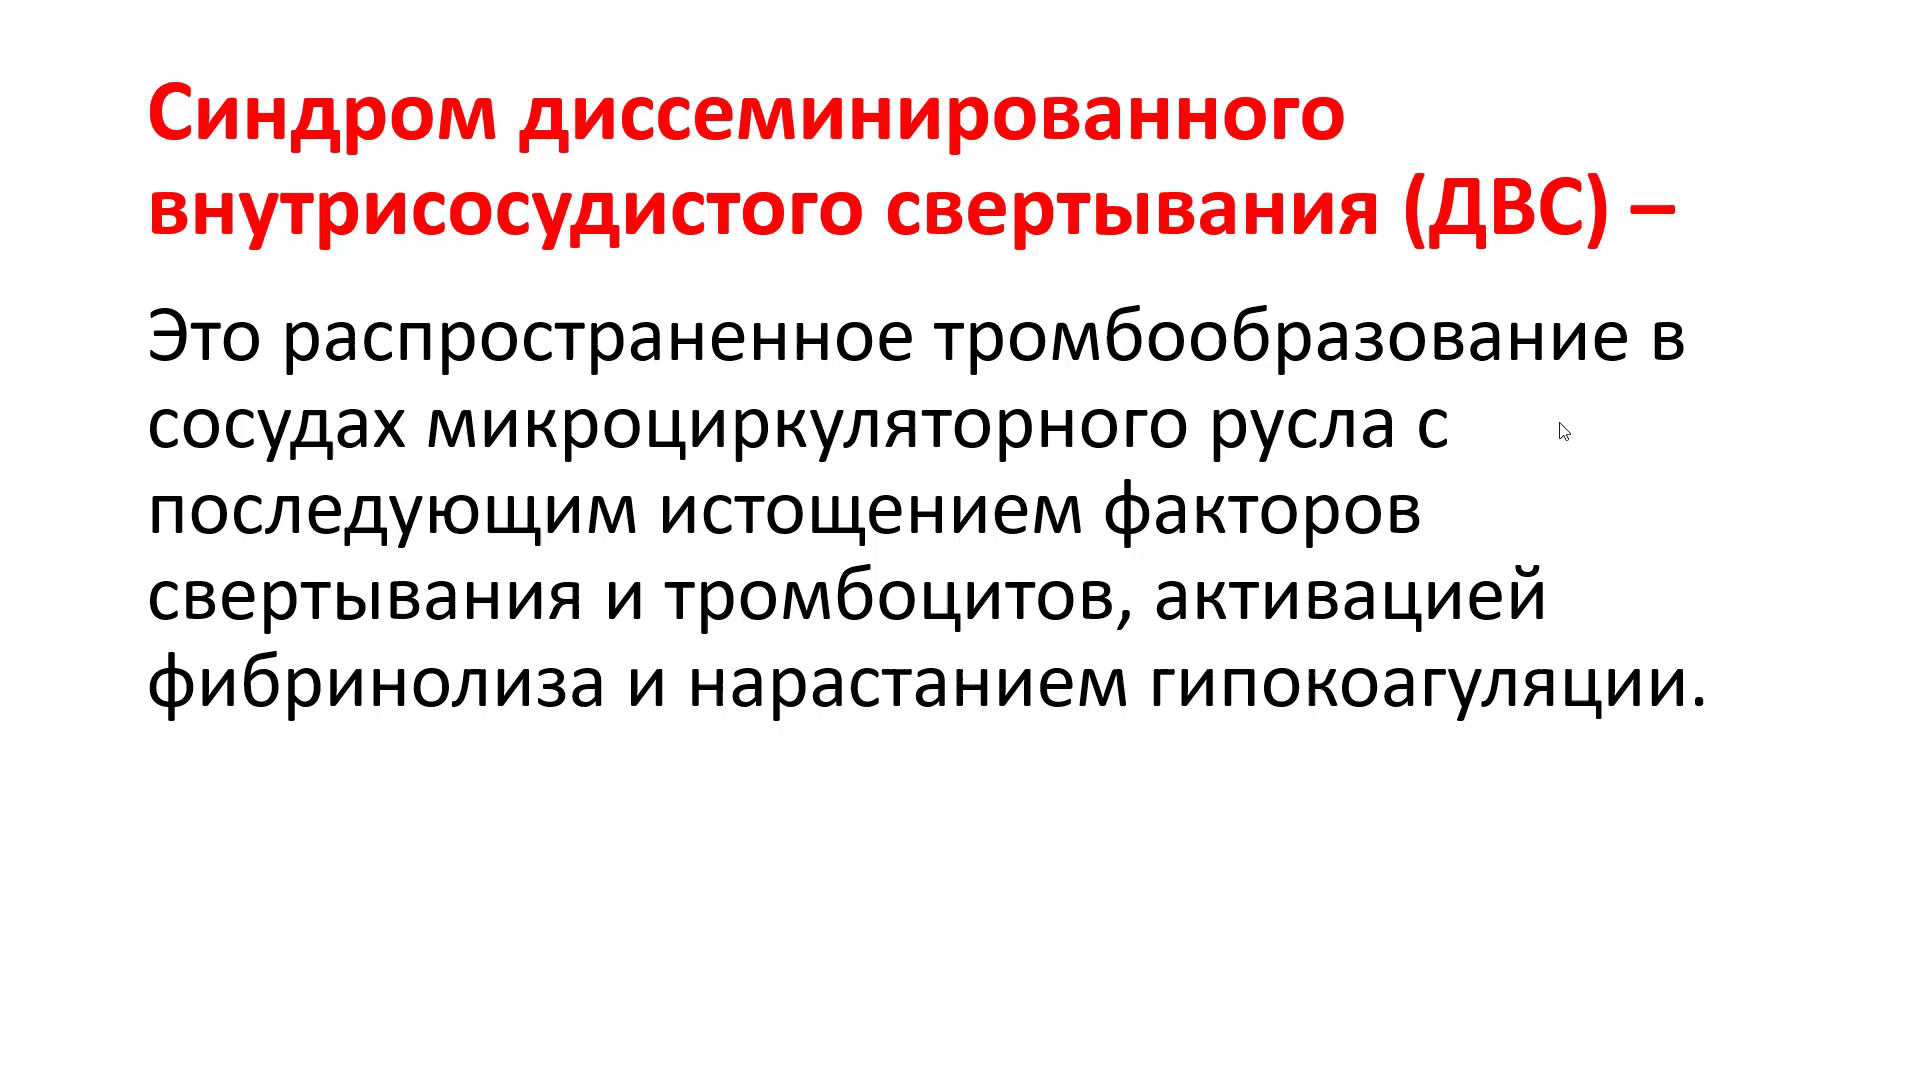 Синдром диссеминированного
внутрисосудистого свертывания (ДВС) –
Это распространенное тромбообразование в
сосудах микроциркуляторного русла с
последующим истощением факторов
свертывания и тромбоцитов, активацией
фибринолиза и нарастанием гипокоагуляции.